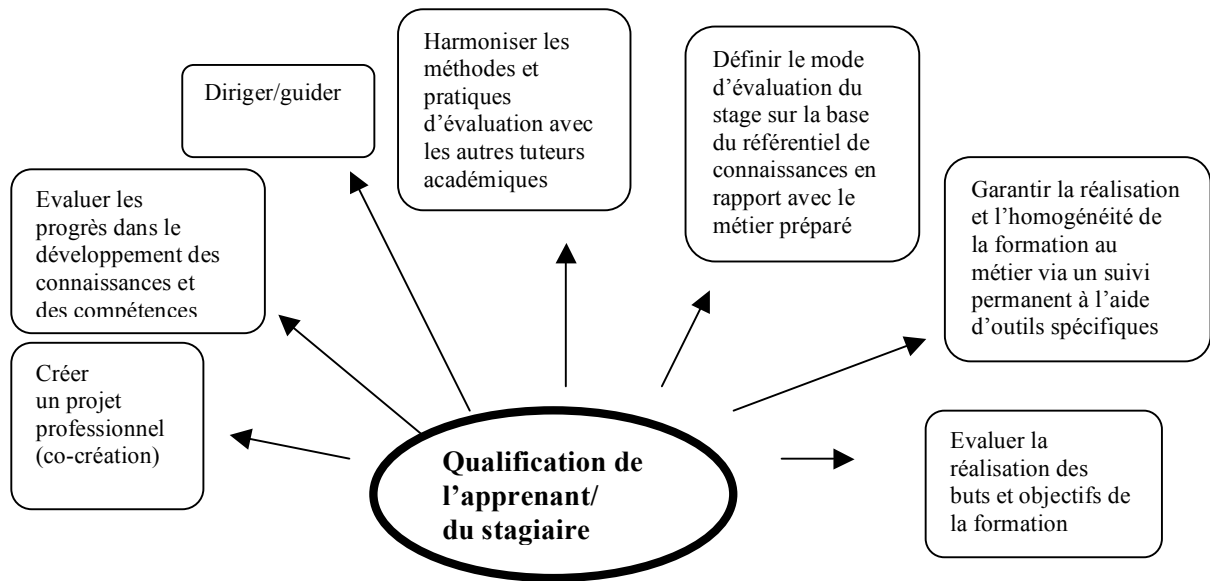 Créer
un projet
professionnel
(co-création)
Evaluer les
progrès dans le
développement des
connaissances et
des compétences
Diriger/guider
Harmoniser les
méthodes et
pratiques
d’évaluation avec
les autres tuteurs
académiques
Définir le mode
d’évaluation du
stage sur la base
du référentiel de
connaissances en
rapport avec le
métier préparé
Garantir la réalisation
et l’homogénéité de
la formation au
métier via un suivi
permanent à l’aide
d’outils spécifiques
Evaluer la
réalisation des
buts et objectifs de
la formation
Qualification de
l’apprenant/
du stagiaire